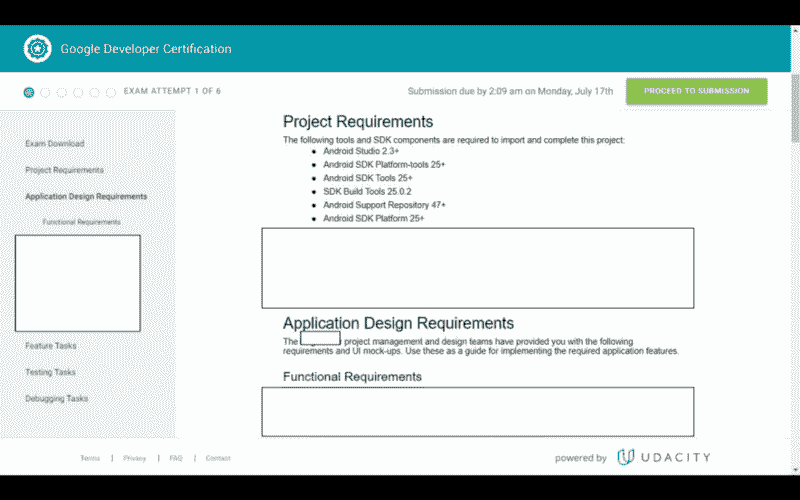 Google Developer Certification
EXAM ATTEMPT 1 OF 6
Submission due by 2:09 am on Monday, July 17th
PROCEED TO SUBMISSION
Exam Download
Project Requirements
Application Design Requirements
Functional Requirements
Feature Tasks
Testing Tasks
Debugging Tasks
Project Requirements
The following tools and SDK components are required to import and complete this project:
• Android Studio 2.3+
• Android SDK Platform-tools 25+
• Android SDK Tools 25+
• SDK Build Tools 25.0.2
• Android Support Repository 47+
• Android SDK Platform 25+
Application Design Requirements
The project management and design teams have provided you with the following
requirements and UI mock-ups. Use these as a guide for implementing the required application features.
Functional Requirements
Terms | Privacy | FAQ | Contact
powered by UDACITY